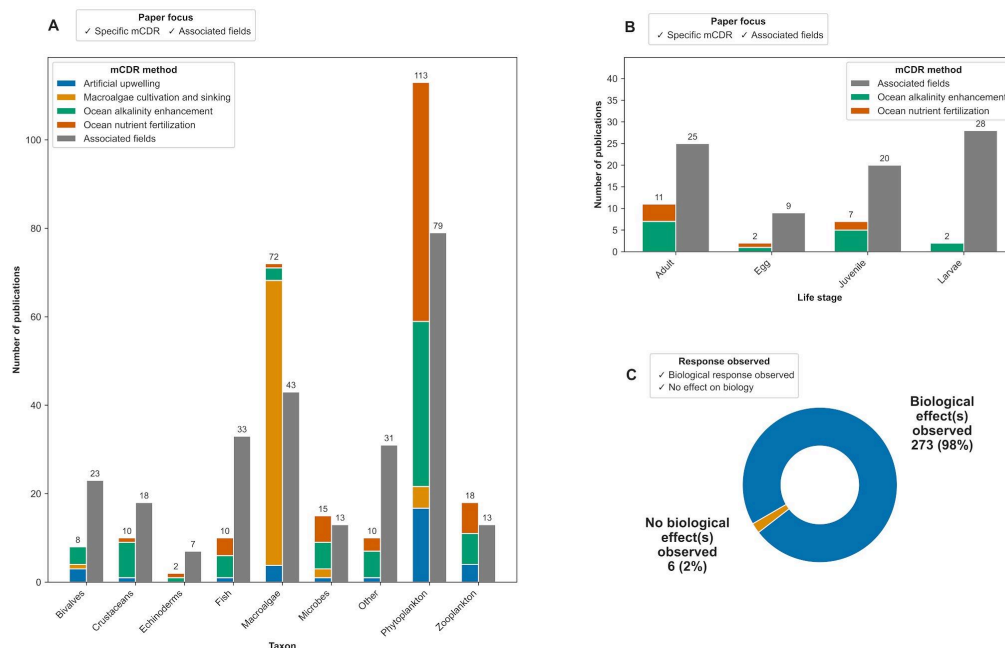 A
Paper focus
✓ Specific mCDR ✓ Associated fields
mCDR method
Artificial upwelling
Macroalgae cultivation and sinking
Ocean alkalinity enhancement
Ocean nutrient fertilization
Associated fields
Number of publications
100
80
60
40
20
0
8
23
10
18
2
7
10
33
72
43
15
13
10
31
113
79
18
13
Bivalves
Crustaceans
Echinoderms
Fish
Macroalgae
Microbes
Other
Phytoplankton
Zooplankton
Taxon
B
Paper focus
✓ Specific mCDR ✓ Associated fields
mCDR method
Associated fields
Ocean alkalinity enhancement
Ocean nutrient fertilization
Number of publications
40
35
30
25
20
15
10
5
0
11
25
2
9
7
20
2
28
Adult
Egg
Juvenile
Larvae
Life stage
C
Response observed
✓ Biological response observed
✓ No effect on biology
Biological
effect(s)
observed
273 (98%)
No biological
effect(s)
observed
6 (2%)